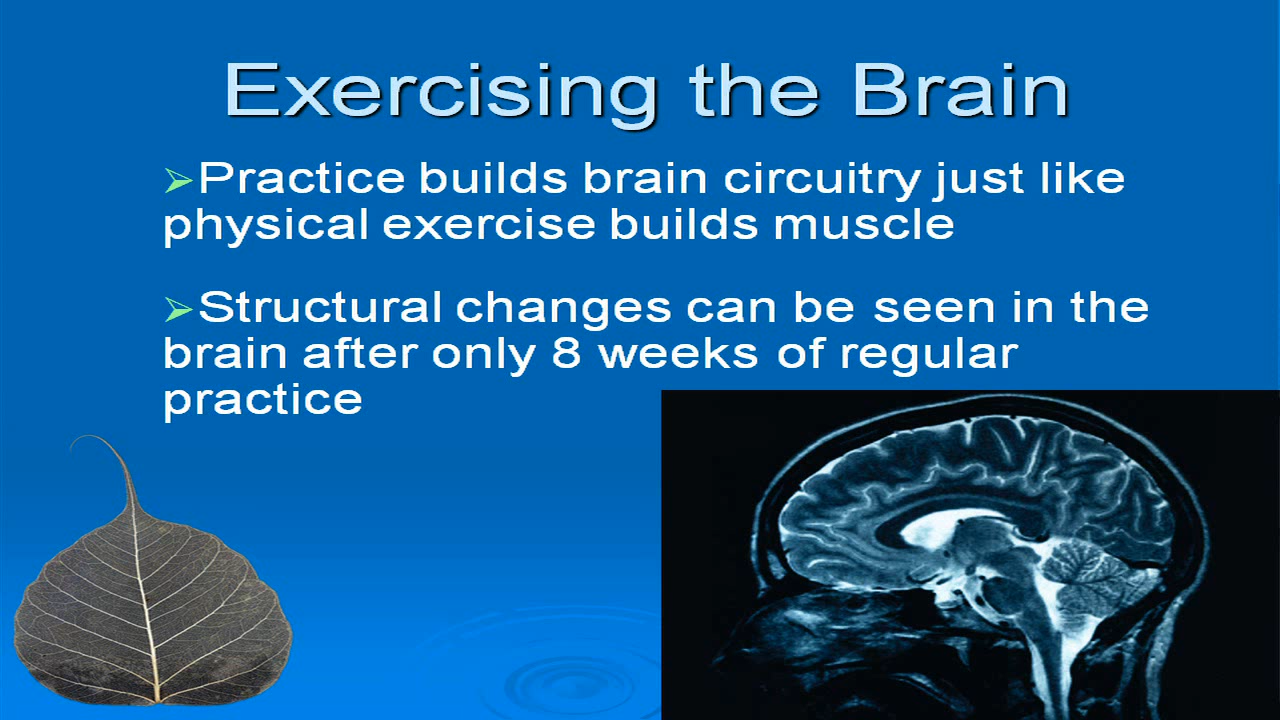 Exercising the Brain
➢Practice builds brain circuitry just like
physical exercise builds muscle
➢Structural changes can be seen in the
brain after only 8 weeks of regular
practice